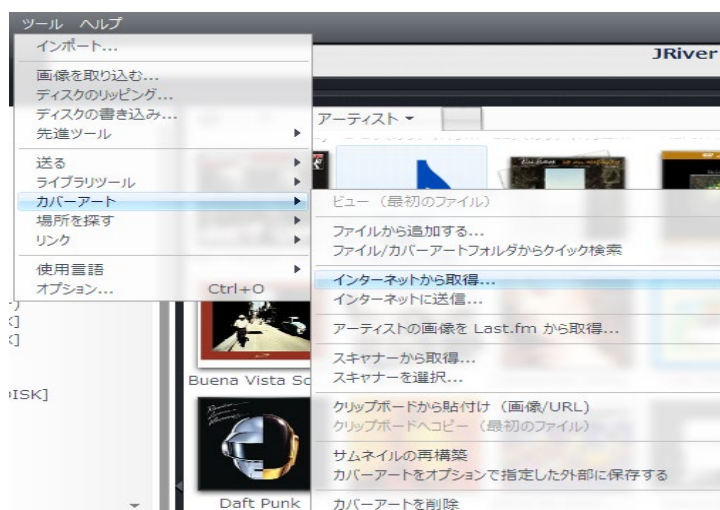 ツール ヘルプ
インポート...
JRiver
画像を取り込む...
ディスクのリッピング...
ディスクの書き込み...
先進ツール
アーティスト
送る
ライブラリツール
カバーアート
場所を探す
リンク
使用言語
オプション... Ctrl+O
ビュー (最初のファイル)
ファイルから追加する...
ファイル/カバーアートフォルダからクイック検索
インターネットから取得...
インターネットに送信...
アーティストの画像を Last.fm から取得...
スキャナーから取得...
スキャナーを選択...
クリップボードから貼付け (画像/URL)
クリップボードへコピー (最初のファイル)
サムネイルの再構築
カバーアートをオプションで指定した外部に保存する
カバーアートを削除
K]
K]
ISK]
Buena Vista Sc
Daft Punk